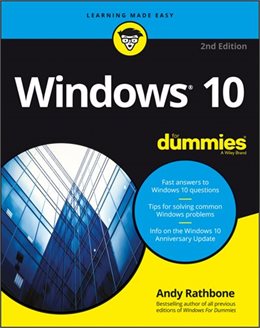 LEARNING MADE EASY
2nd Edition
Windows® 10
for
dummies
A Wiley Brand
Fast answers to
Windows 10 questions
Tips for solving common
Windows problems
Info on the Windows 10
Anniversary Update
Andy Rathbone
Bestselling author of all previous
editions of Windows For Dummies